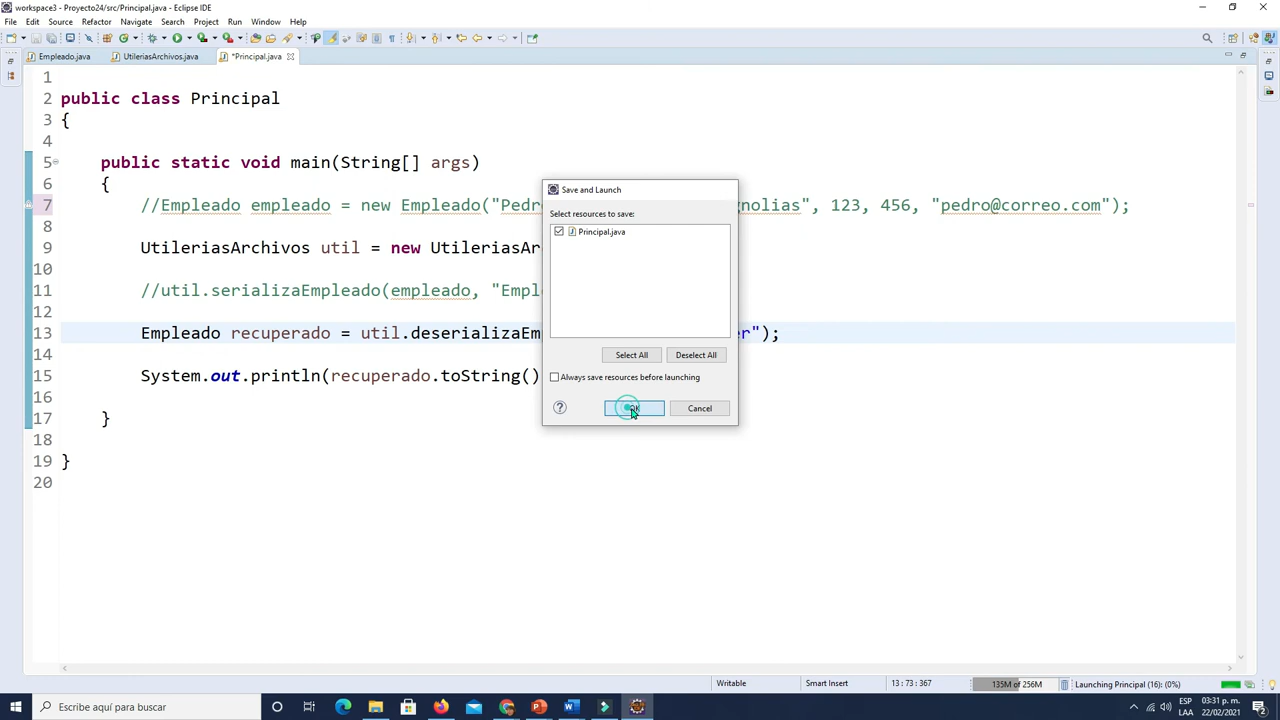 workspace3 - Proyecto24/src/Principal.java - Eclipse IDE
File Edit Source Refactor Navigate Search Project Run Window Help
Empleado.java UtileriasArchivos.java *Principal.java
1
2 public class Principal
3 {
4
5 public static void main(String[] args)
6 {
7 //Empleado empleado = new Empleado("Pedr gnolias", 123, 456, "pedro@correo.com");
8
9 UtileriasArchivos util = new UtileriasAr
10
11 //util.serializaEmpleado(empleado, "Empl
12
13 Empleado recuperado = util.deserializaEm er");
14
15 System.out.println(recuperado.toString()
16
17 }
18
19 }
20
Save and Launch
Select resources to save:
Principal.java
Select All Deselect All
Always save resources before launching
OK Cancel
Writable Smart Insert 13 : 73 : 367 135M of 256M Launching Principal (16): (0%)
Escribe aquí para buscar
ESP 03:31 p. m.
LAA 22/02/2021